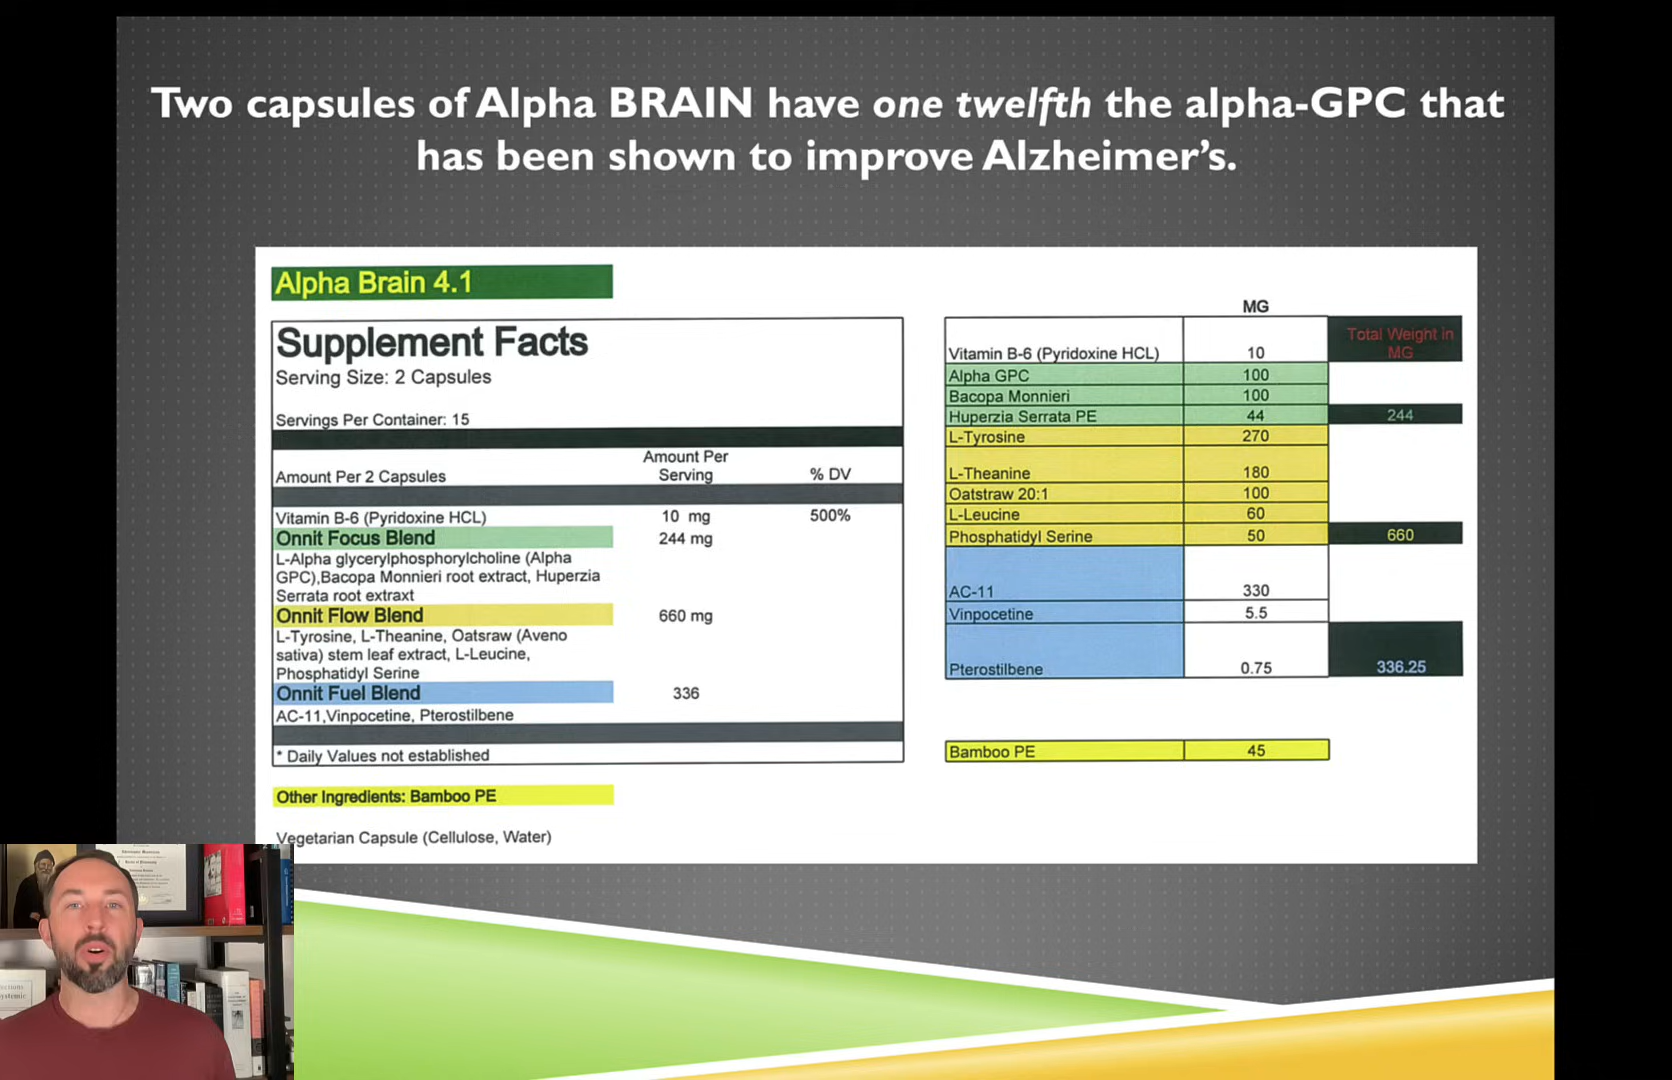 Two capsules of Alpha BRAIN have one twelfth the alpha-GPC that
has been shown to improve Alzheimer's.
Alpha Brain 4.1
Supplement Facts
Serving Size: 2 Capsules
Servings Per Container: 15
Amount Per 2 Capsules
Amount Per
Serving
% DV
Vitamin B-6 (Pyridoxine HCL) 10 mg 500%
Onnit Focus Blend 244 mg
L-Alpha glycerylphosphorylcholine (Alpha
GPC),Bacopa Monnieri root extract, Huperzia
Serrata root extraxt
Onnit Flow Blend 660 mg
L-Tyrosine, L-Theanine, Oatsraw (Aveno
sativa) stem leaf extract, L-Leucine,
Phosphatidyl Serine
Onnit Fuel Blend 336
AC-11,Vinpocetine, Pterostilbene
* Daily Values not established
Other Ingredients: Bamboo PE
Vegetarian Capsule (Cellulose, Water)
MG
Total Weight in
MG
Vitamin B-6 (Pyridoxine HCL) 10
Alpha GPC 100
Bacopa Monnieri 100
Huperzia Serrata PE 44 244
L-Tyrosine 270
L-Theanine 180
Oatstraw 20:1 100
L-Leucine 60
Phosphatidyl Serine 50 660
AC-11 330
Vinpocetine 5.5
Pterostilbene 0.75 336.25
Bamboo PE 45